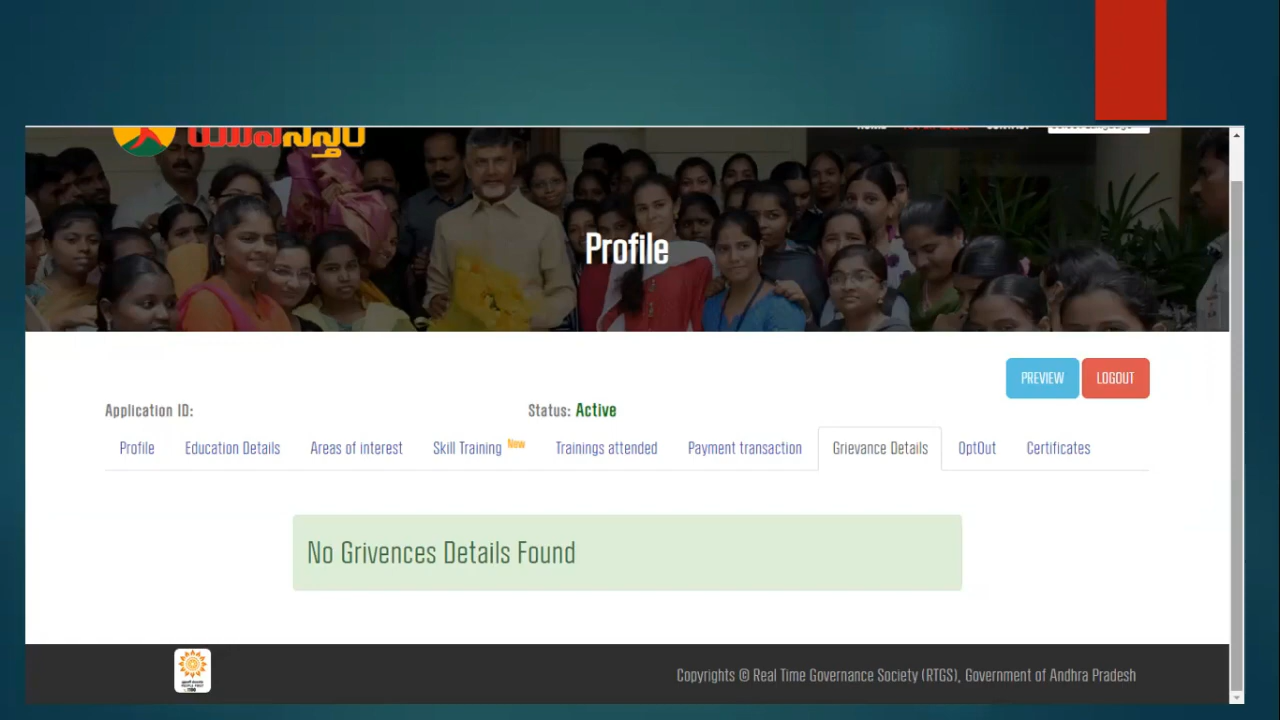 Profile
PREVIEW LOGOUT
Application ID: Status: Active
Profile Education Details Areas of interest Skill Training New Trainings attended Payment transaction Grievance Details OptOut Certificates
No Grivences Details Found
Copyrights © Real Time Governance Society (RTGS), Government of Andhra Pradesh